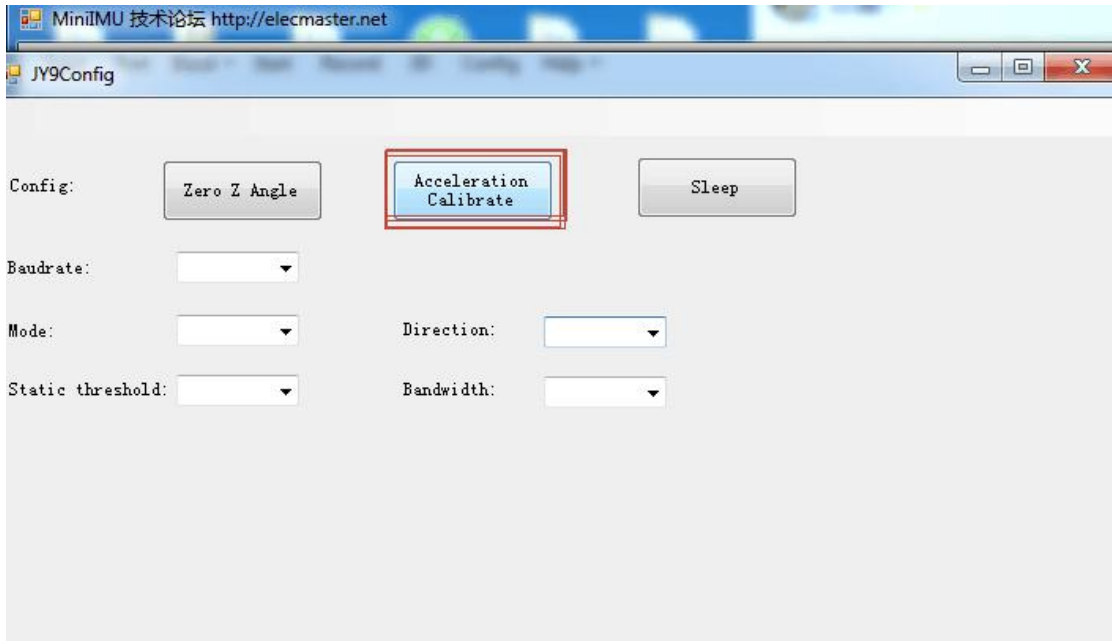 MiniIMU 技术论坛 http://elecmaster.net
JY9Config
Config:
Zero Z Angle
Acceleration
Calibrate
Sleep
Baudrate:
Mode:
Direction:
Static threshold:
Bandwidth: